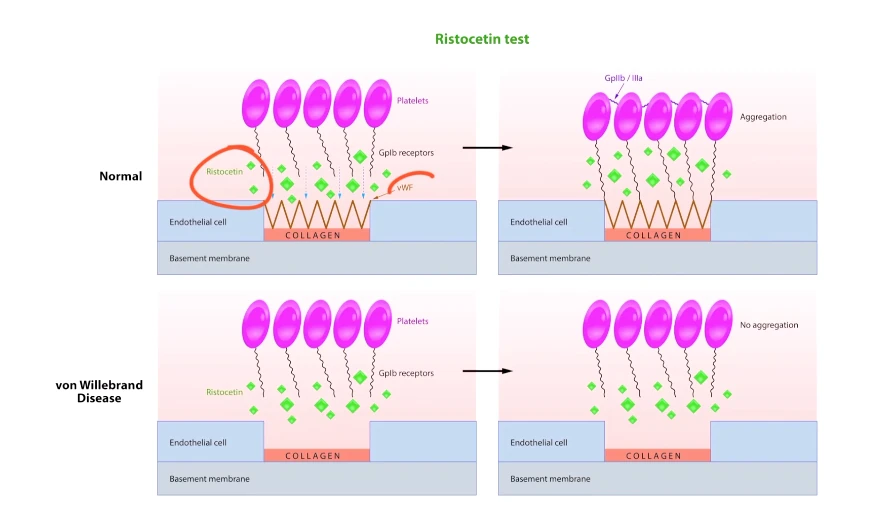 Ristocetin test
Normal
Platelets
GpIb receptors
Ristocetin
vWF
Endothelial cell
COLLAGEN
Basement membrane
GpIIb / IIIa
Aggregation
Endothelial cell
COLLAGEN
Basement membrane
von Willebrand
Disease
Platelets
GpIb receptors
Ristocetin
Endothelial cell
COLLAGEN
Basement membrane
No aggregation
Endothelial cell
COLLAGEN
Basement membrane